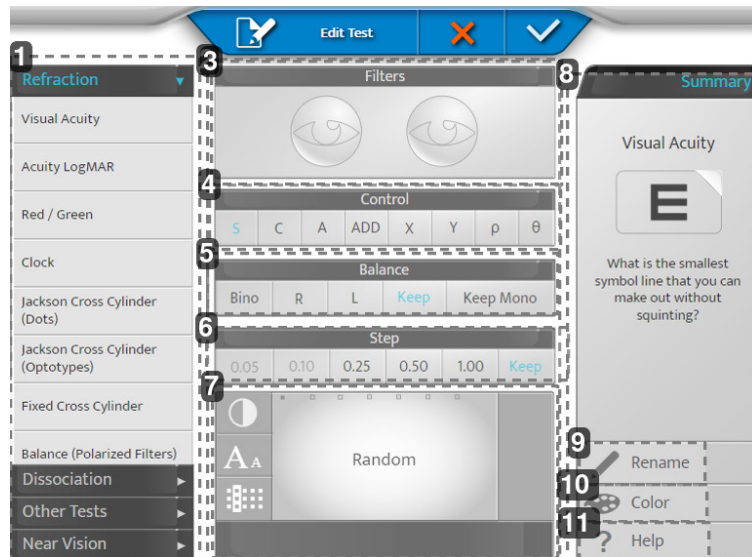 Edit Test
1
Refraction
Visual Acuity
Acuity LogMAR
Red / Green
Clock
Jackson Cross Cylinder
(Dots)
Jackson Cross Cylinder
(Optotypes)
Fixed Cross Cylinder
Balance (Polarized Filters)
Dissociation
Other Tests
Near Vision
3
Filters
4
Control
S C A ADD X Y ρ θ
5
Balance
Bino R L Keep Keep Mono
6
Step
0.05 0.10 0.25 0.50 1.00 Keep
7
A A
Random
8
Summary
Visual Acuity
E
What is the smallest
symbol line that you can
make out without
squinting?
9
Rename
10
Color
11
? Help